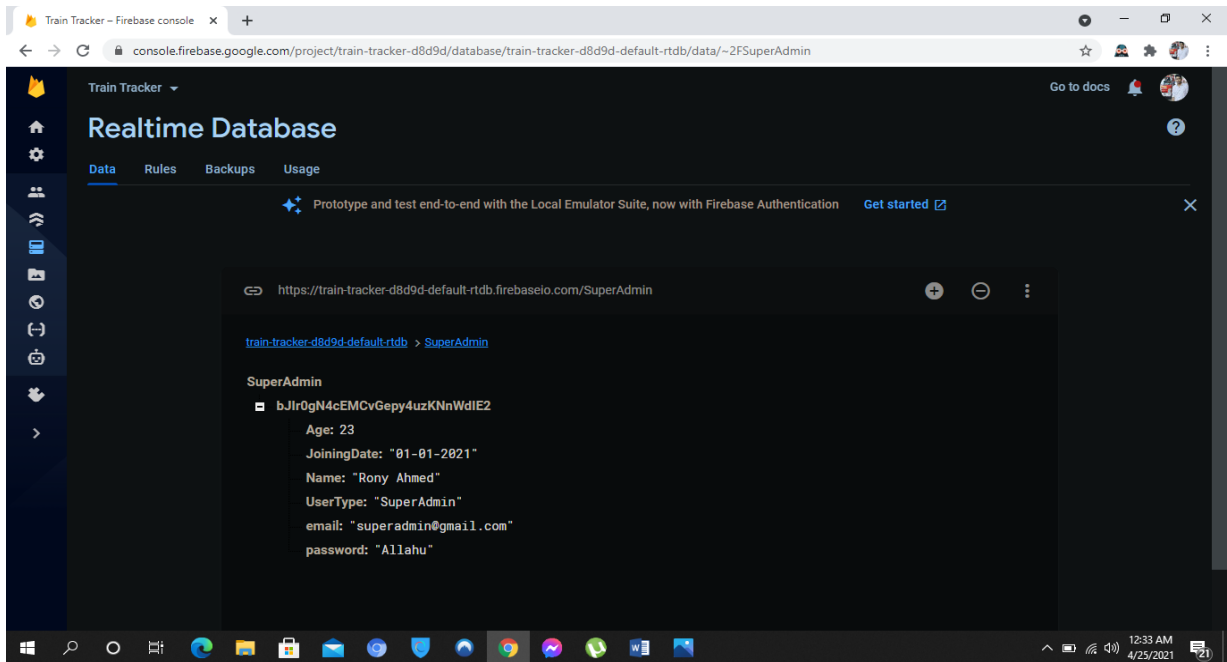 Train Tracker – Firebase console
console.firebase.google.com/project/train-tracker-d8d9d/database/train-tracker-d8d9d-default-rtdb/data/~2FSuperAdmin
Train Tracker
Go to docs
Realtime Database
Data Rules Backups Usage
Prototype and test end-to-end with the Local Emulator Suite, now with Firebase Authentication Get started
https://train-tracker-d8d9d-default-rtdb.firebaseio.com/SuperAdmin
train-tracker-d8d9d-default-rtdb > SuperAdmin
SuperAdmin
bJIr0gN4cEMCvGepy4uzKNnWdIE2
Age: 23
JoiningDate: "01-01-2021"
Name: "Rony Ahmed"
UserType: "SuperAdmin"
email: "superadmin@gmail.com"
password: "Allahu"
12:33 AM
4/25/2021
21